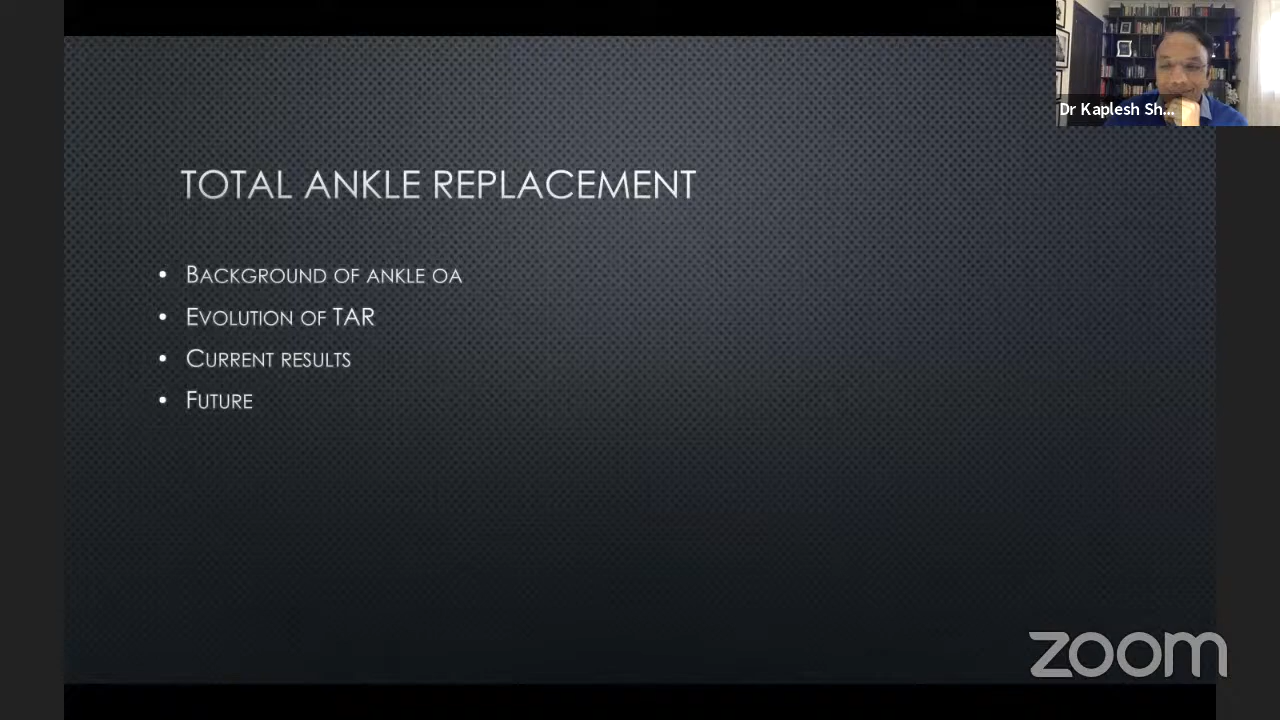 Dr Kaplesh Sh...
TOTAL ANKLE REPLACEMENT
• BACKGROUND OF ANKLE OA
• EVOLUTION OF TAR
• CURRENT RESULTS
• FUTURE
zoom